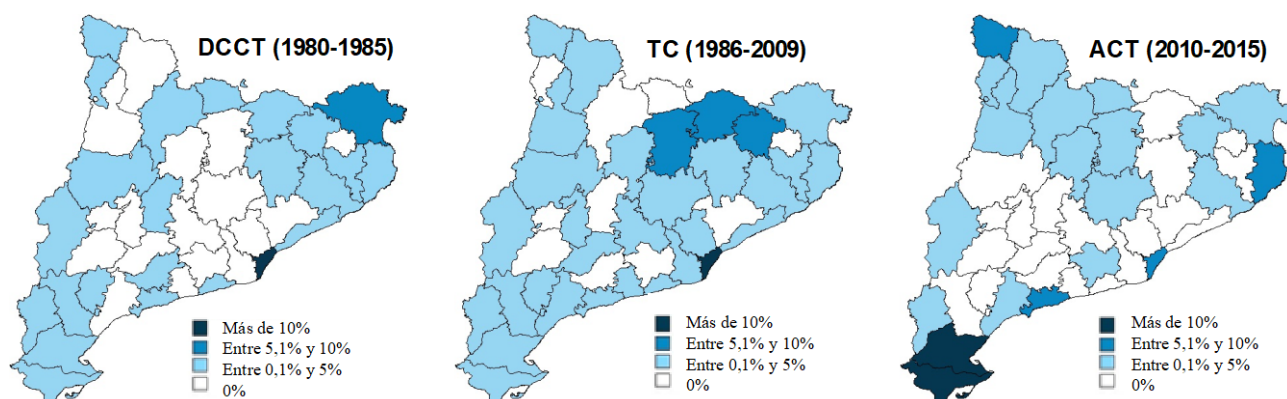 DCCT (1980-1985)
TC (1986-2009)
ACT (2010-2015)
Más de 10%
Entre 5,1% y 10%
Entre 0,1% y 5%
0%
Más de 10%
Entre 5,1% y 10%
Entre 0,1% y 5%
0%
Más de 10%
Entre 5,1% y 10%
Entre 0,1% y 5%
0%